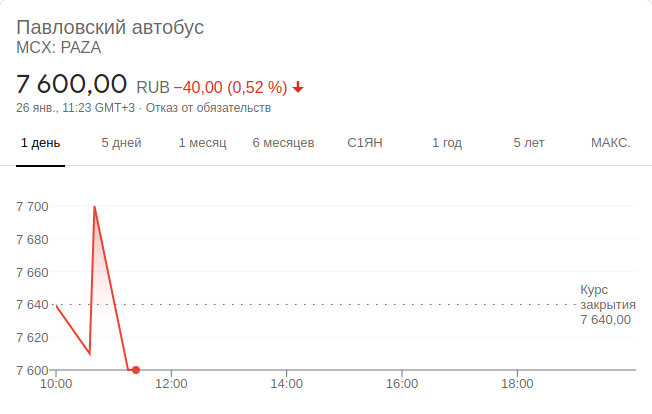 Павловский автобус
MCX: PAZA
7 600,00 RUB −40,00 (0,52 %)
26 янв., 11:23 GMT+3 · Отказ от обязательств
1 день 5 дней 1 месяц 6 месяцев С1ЯН 1 год 5 лет МАКС.
7 700
7 680
7 660
7 640
7 620
7 600
Курс
закрытия
7 640,00
10:00 12:00 14:00 16:00 18:00